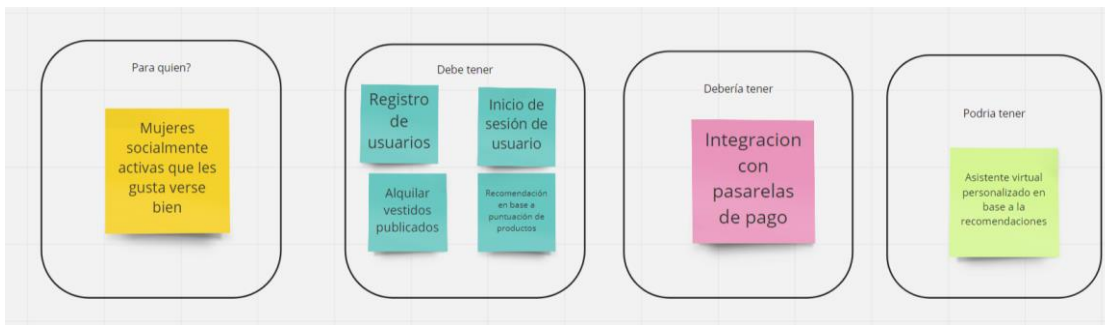 Para quien?
Mujeres
socialmente
activas que les
gusta verse
bien
Debe tener
Registro
de
usuarios
Inicio de
sesión de
usuario
Alquilar
vestidos
publicados
Recomendación
en base a
puntuación de
productos
Debería tener
Integracion
con
pasarelas
de pago
Podria tener
Asistente virtual
personalizado en
base a la
recomendaciones